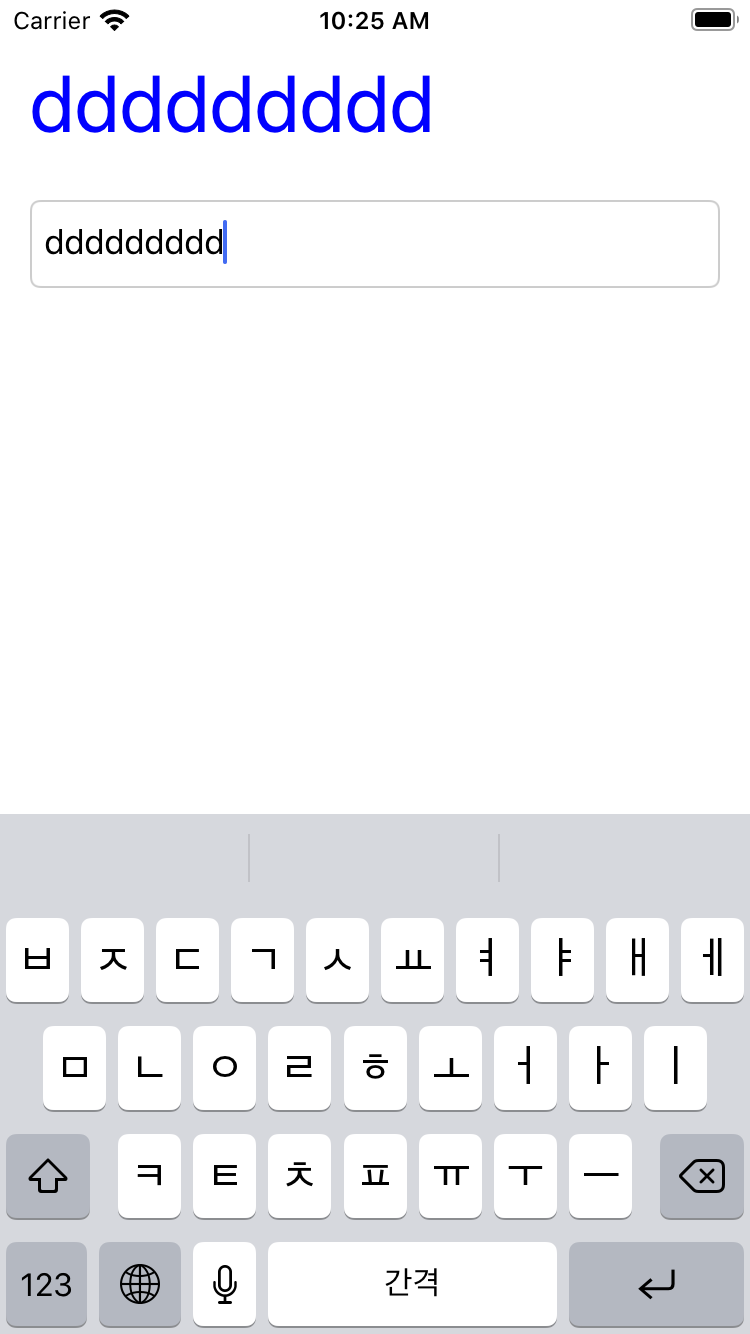 Carrier 10:25 AM
ddddddddd
ddddddddd
ㅂ ㅈ ㄷ ㄱ ㅅ ㅛ ㅕ ㅑ ㅐ ㅔ
ㅁ ㄴ ㅇ ㄹ ㅎ ㅗ ㅓ ㅏ ㅣ
ㅋ ㅌ ㅊ ㅍ ㅠ ㅜ ㅡ
123 간격